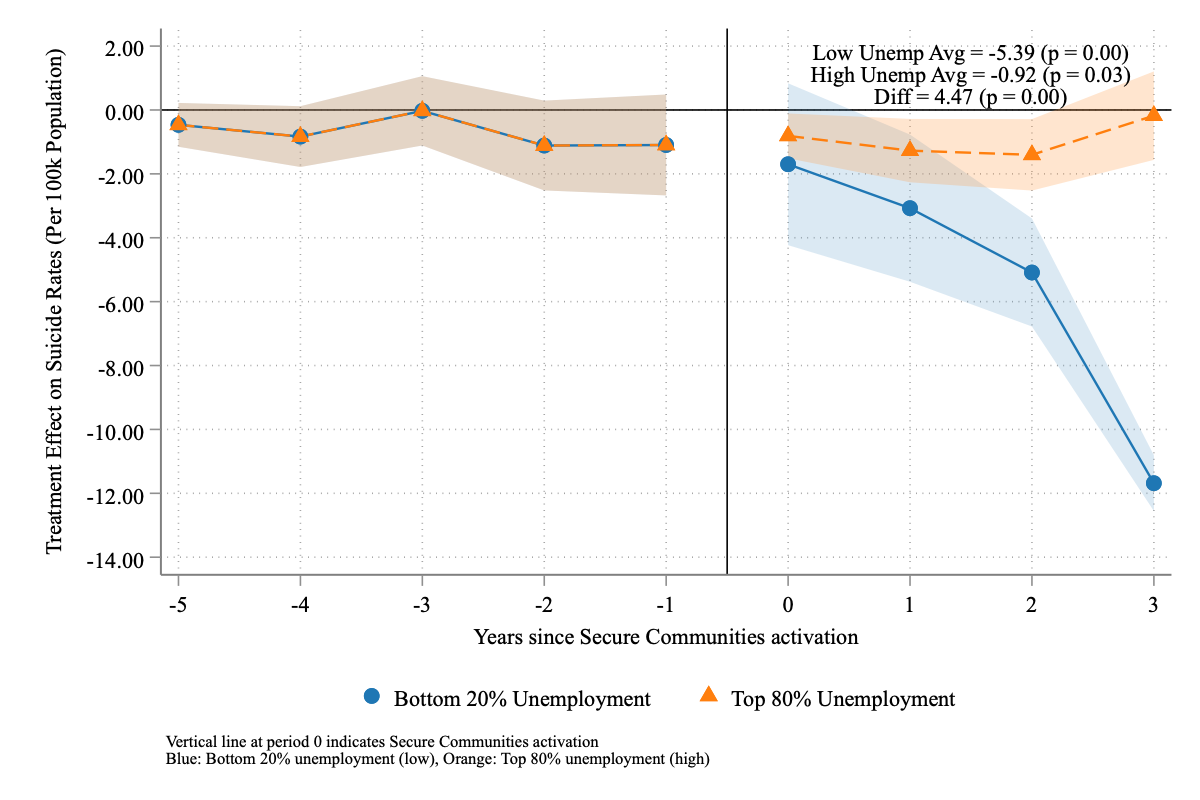 Treatment Effect on Suicide Rates (Per 100k Population)
2.00
0.00
-2.00
-4.00
-6.00
-8.00
-10.00
-12.00
-14.00
Low Unemp Avg = -5.39 (p = 0.00)
High Unemp Avg = -0.92 (p = 0.03)
Diff = 4.47 (p = 0.00)
-5 -4 -3 -2 -1 0 1 2 3
Years since Secure Communities activation
Bottom 20% Unemployment Top 80% Unemployment
Vertical line at period 0 indicates Secure Communities activation
Blue: Bottom 20% unemployment (low), Orange: Top 80% unemployment (high)